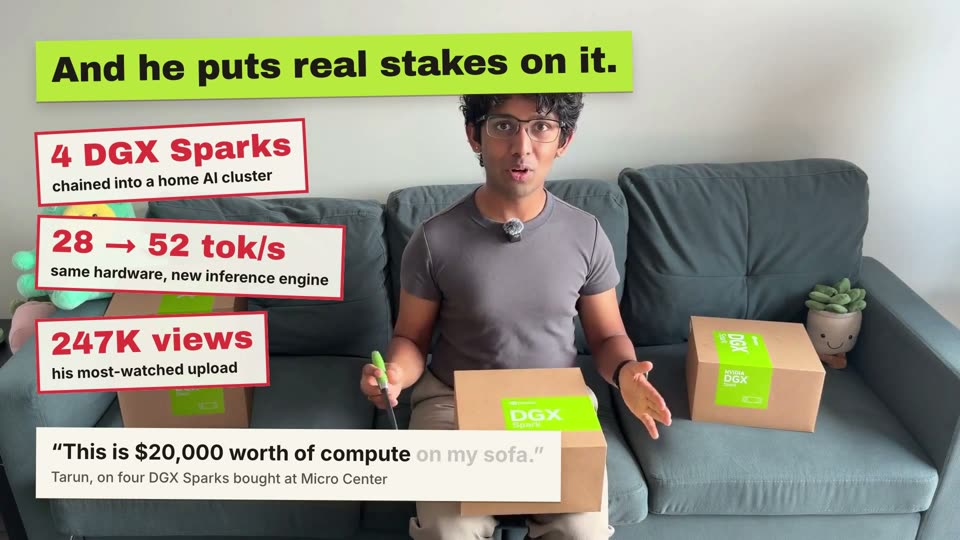 And he puts real stakes on it.
4 DGX Sparks
chained into a home AI cluster
28 → 52 tok/s
same hardware, new inference engine
247K views
his most-watched upload
“This is $20,000 worth of compute on my sofa.”
Tarun, on four DGX Sparks bought at Micro Center
DGX
Spark
DGX
Spark
NVIDIA
DGX
Spark